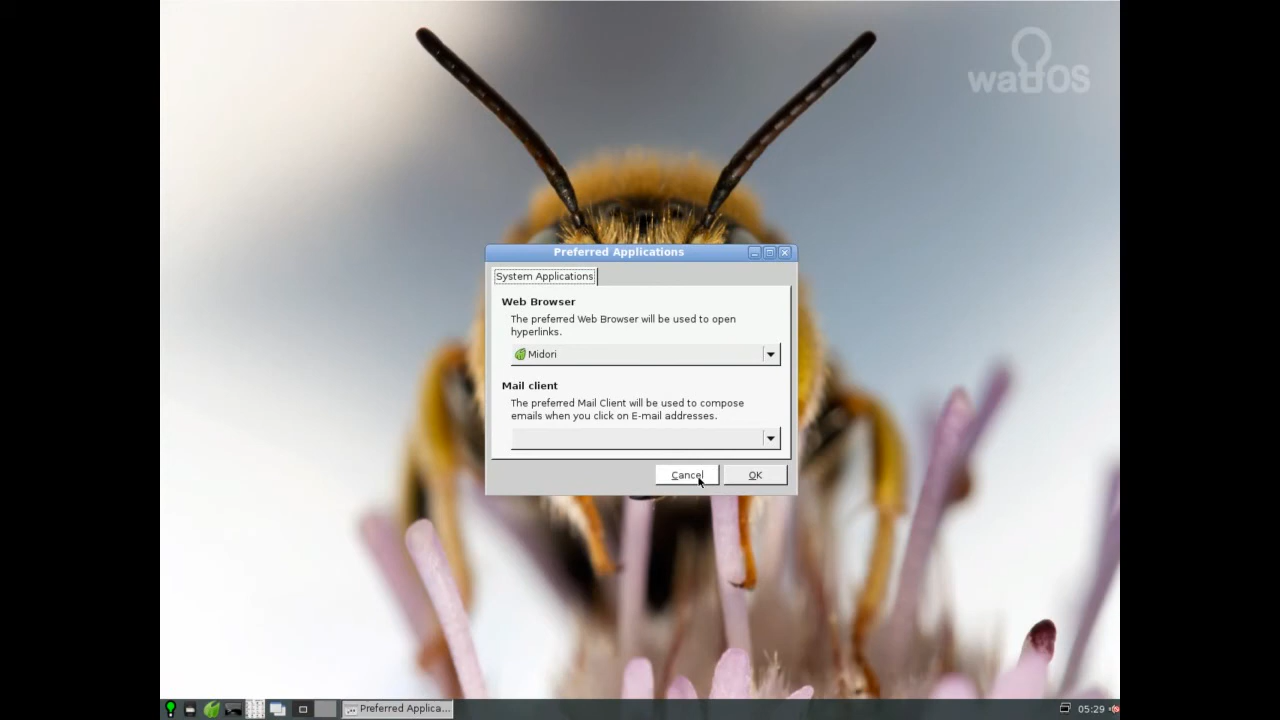 wattOS
Preferred Applications
System Applications
Web Browser
The preferred Web Browser will be used to open
hyperlinks.
Midori
Mail client
The preferred Mail Client will be used to compose
emails when you click on E-mail addresses.
Cancel
OK
Preferred Applica...
05:29